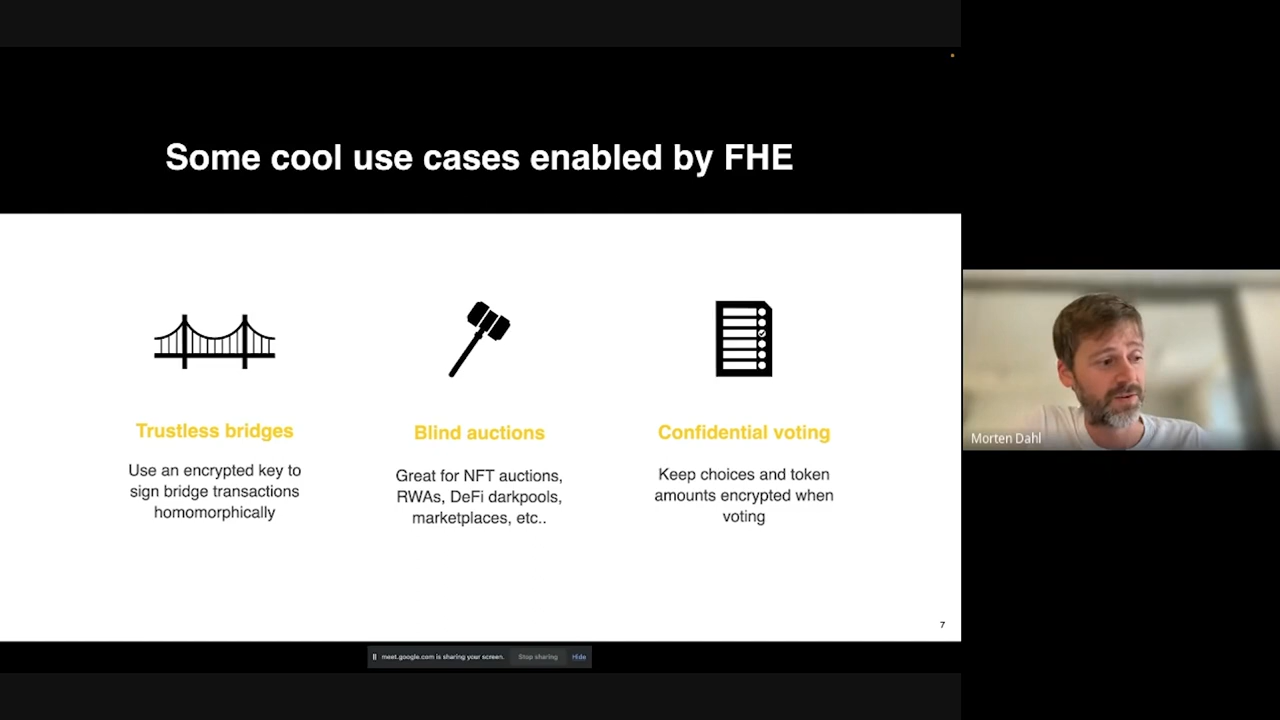 Some cool use cases enabled by FHE
Trustless bridges
Use an encrypted key to
sign bridge transactions
homomorphically
Blind auctions
Great for NFT auctions,
RWAs, DeFi darkpools,
marketplaces, etc..
Confidential voting
Keep choices and token
amounts encrypted when
voting
7
meet.google.com is sharing your screen.
Stop sharing
Hide
Morten Dahl